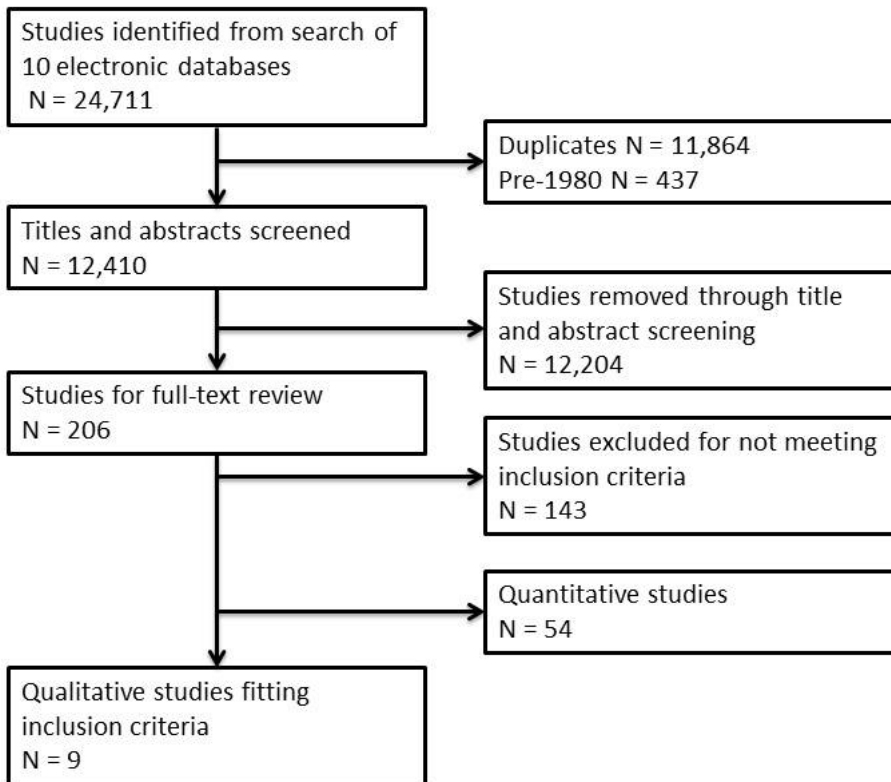 Studies identified from search of
10 electronic databases
N = 24,711
Duplicates N = 11,864
Pre-1980 N = 437
Titles and abstracts screened
N = 12,410
Studies removed through title
and abstract screening
N = 12,204
Studies for full-text review
N = 206
Studies excluded for not meeting
inclusion criteria
N = 143
Quantitative studies
N = 54
Qualitative studies fitting
inclusion criteria
N = 9